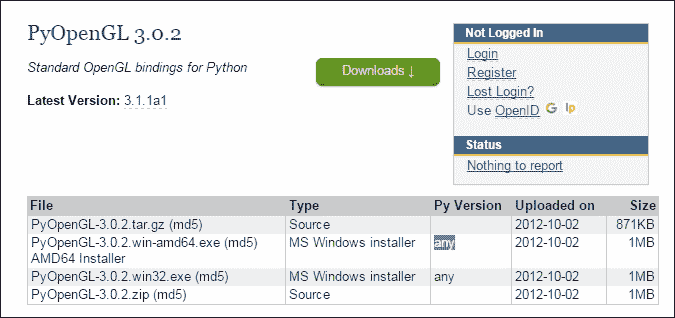 PyOpenGL 3.0.2
Standard OpenGL bindings for Python
Latest Version: 3.1.1a1
Downloads ↓
Not Logged In
Login
Register
Lost Login?
Use OpenID
Status
Nothing to report
File Type Py Version Uploaded on Size
PyOpenGL-3.0.2.tar.gz (md5) Source 2012-10-02 871KB
PyOpenGL-3.0.2.win-amd64.exe (md5) MS Windows installer any 2012-10-02 1MB
AMD64 Installer
PyOpenGL-3.0.2.win32.exe (md5) MS Windows installer any 2012-10-02 1MB
PyOpenGL-3.0.2.zip (md5) Source 2012-10-02 1MB